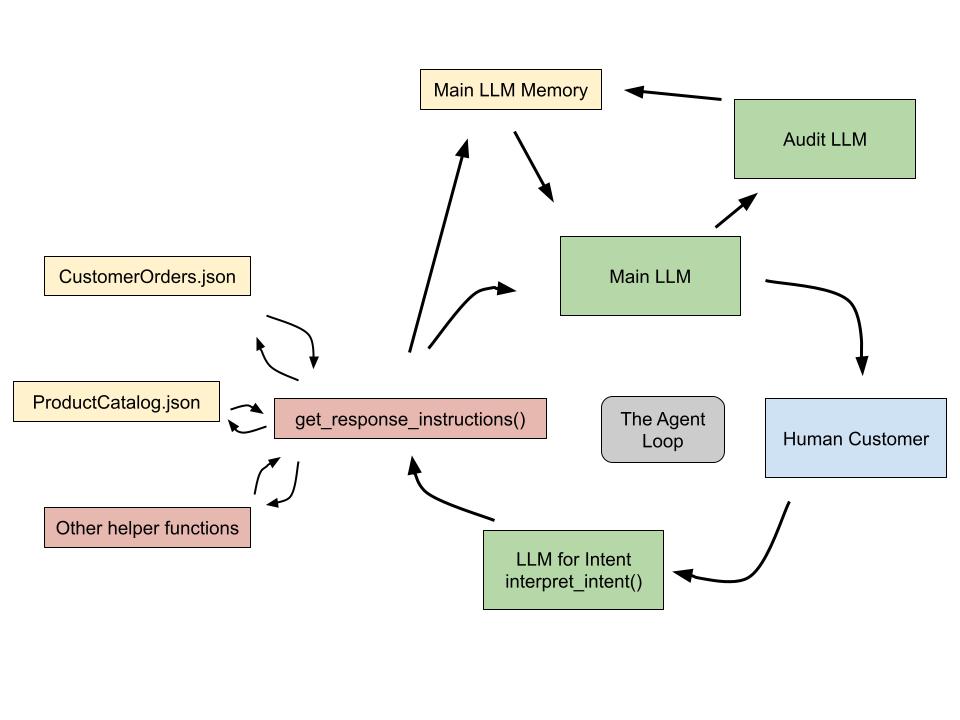 Main LLM Memory
Audit LLM
Main LLM
CustomerOrders.json
ProductCatalog.json
get_response_instructions()
The Agent
Loop
Human Customer
Other helper functions
LLM for Intent
interpret_intent()